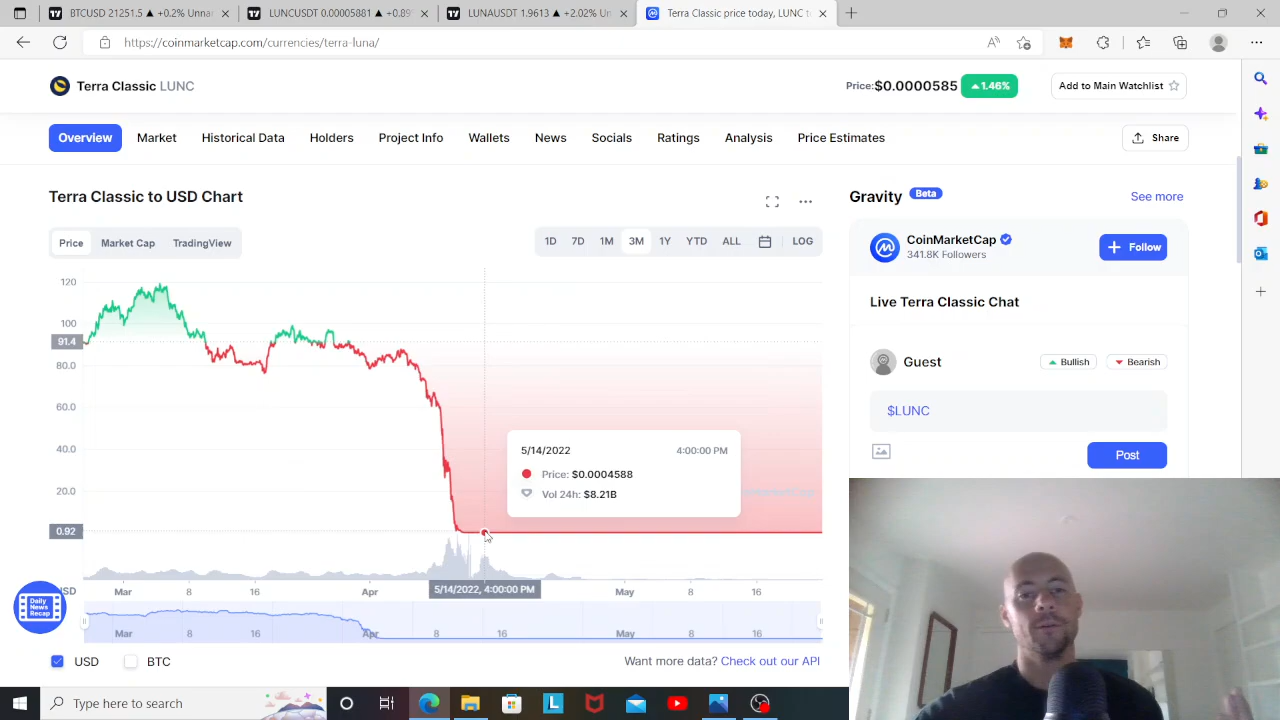 BTCUSD 21251.5 ▲ +0.2% Unna
LUNCUSDT 0.00005881 ▲ +0.89
LUNAUSDT 1.9613 ▲ +2.02% Un
Terra Classic price today, LUNC t
https://coinmarketcap.com/currencies/terra-luna/
Terra Classic LUNC
Price: $0.0000585 ▲1.46%
Add to Main Watchlist
Overview Market Historical Data Holders Project Info Wallets News Socials Ratings Analysis Price Estimates
Share
Terra Classic to USD Chart
Price Market Cap TradingView
1D 7D 1M 3M 1Y YTD ALL LOG
120
100
91.4
80.0
60.0
40.0
20.0
0.92
5/14/2022 4:00:00 PM
Price: $0.0004588
Vol 24h: $8.21B
USD
Mar 8 16 Apr 5/14/2022, 4:00:00 PM May 8 16
Mar 8 16 Apr 8 16 May 8 16
Daily
News
Recap
USD BTC
Want more data? Check out our API
Gravity Beta
See more
CoinMarketCap
341.8K Followers
+ Follow
Live Terra Classic Chat
Guest
Bullish
Bearish
$LUNC
Post
Type here to search